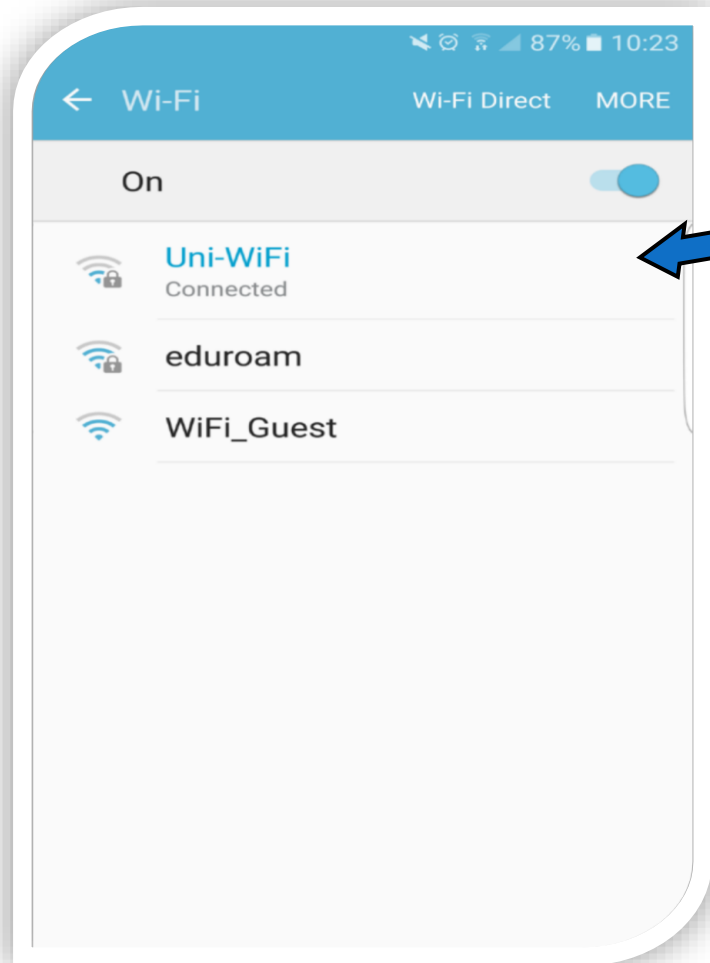 87% 10:23
Wi-Fi Wi-Fi Direct MORE
On
Uni-WiFi
Connected
eduroam
WiFi_Guest